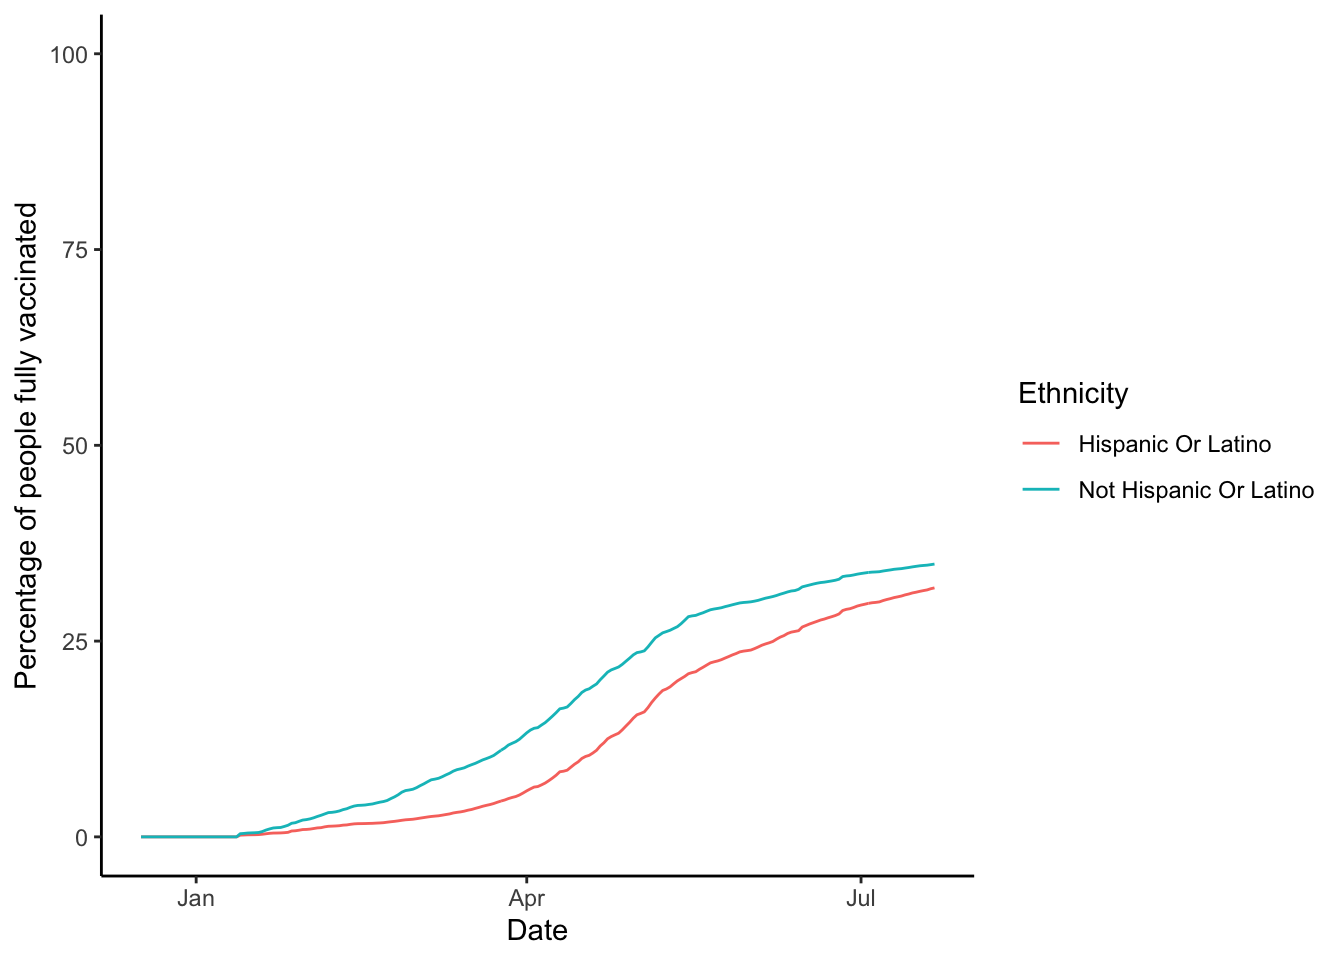 100
75
50
25
0
Percentage of people fully vaccinated
Jan
Apr
Jul
Date
Ethnicity
Hispanic Or Latino
Not Hispanic Or Latino